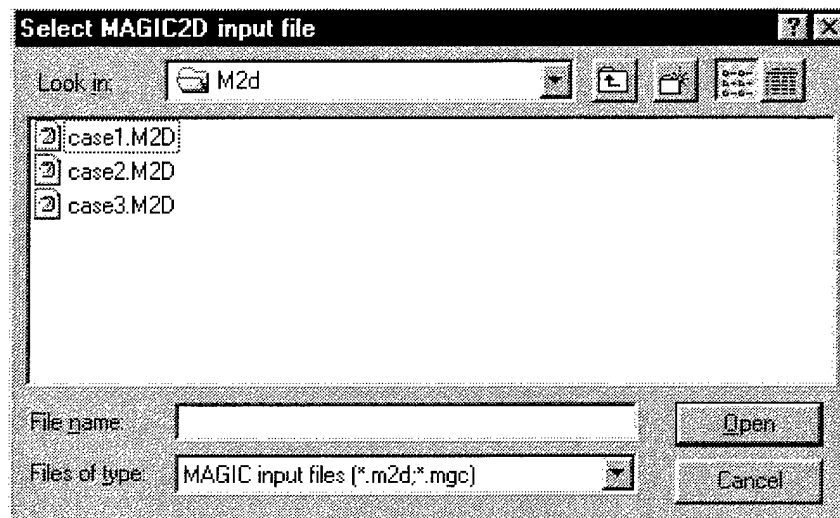 Select MAGIC2D input file
Look in: M2d
case1.M2D
case2.M2D
case3.M2D
File name: Open
Files of type: MAGIC input files (*.m2d;*.mgc) Cancel